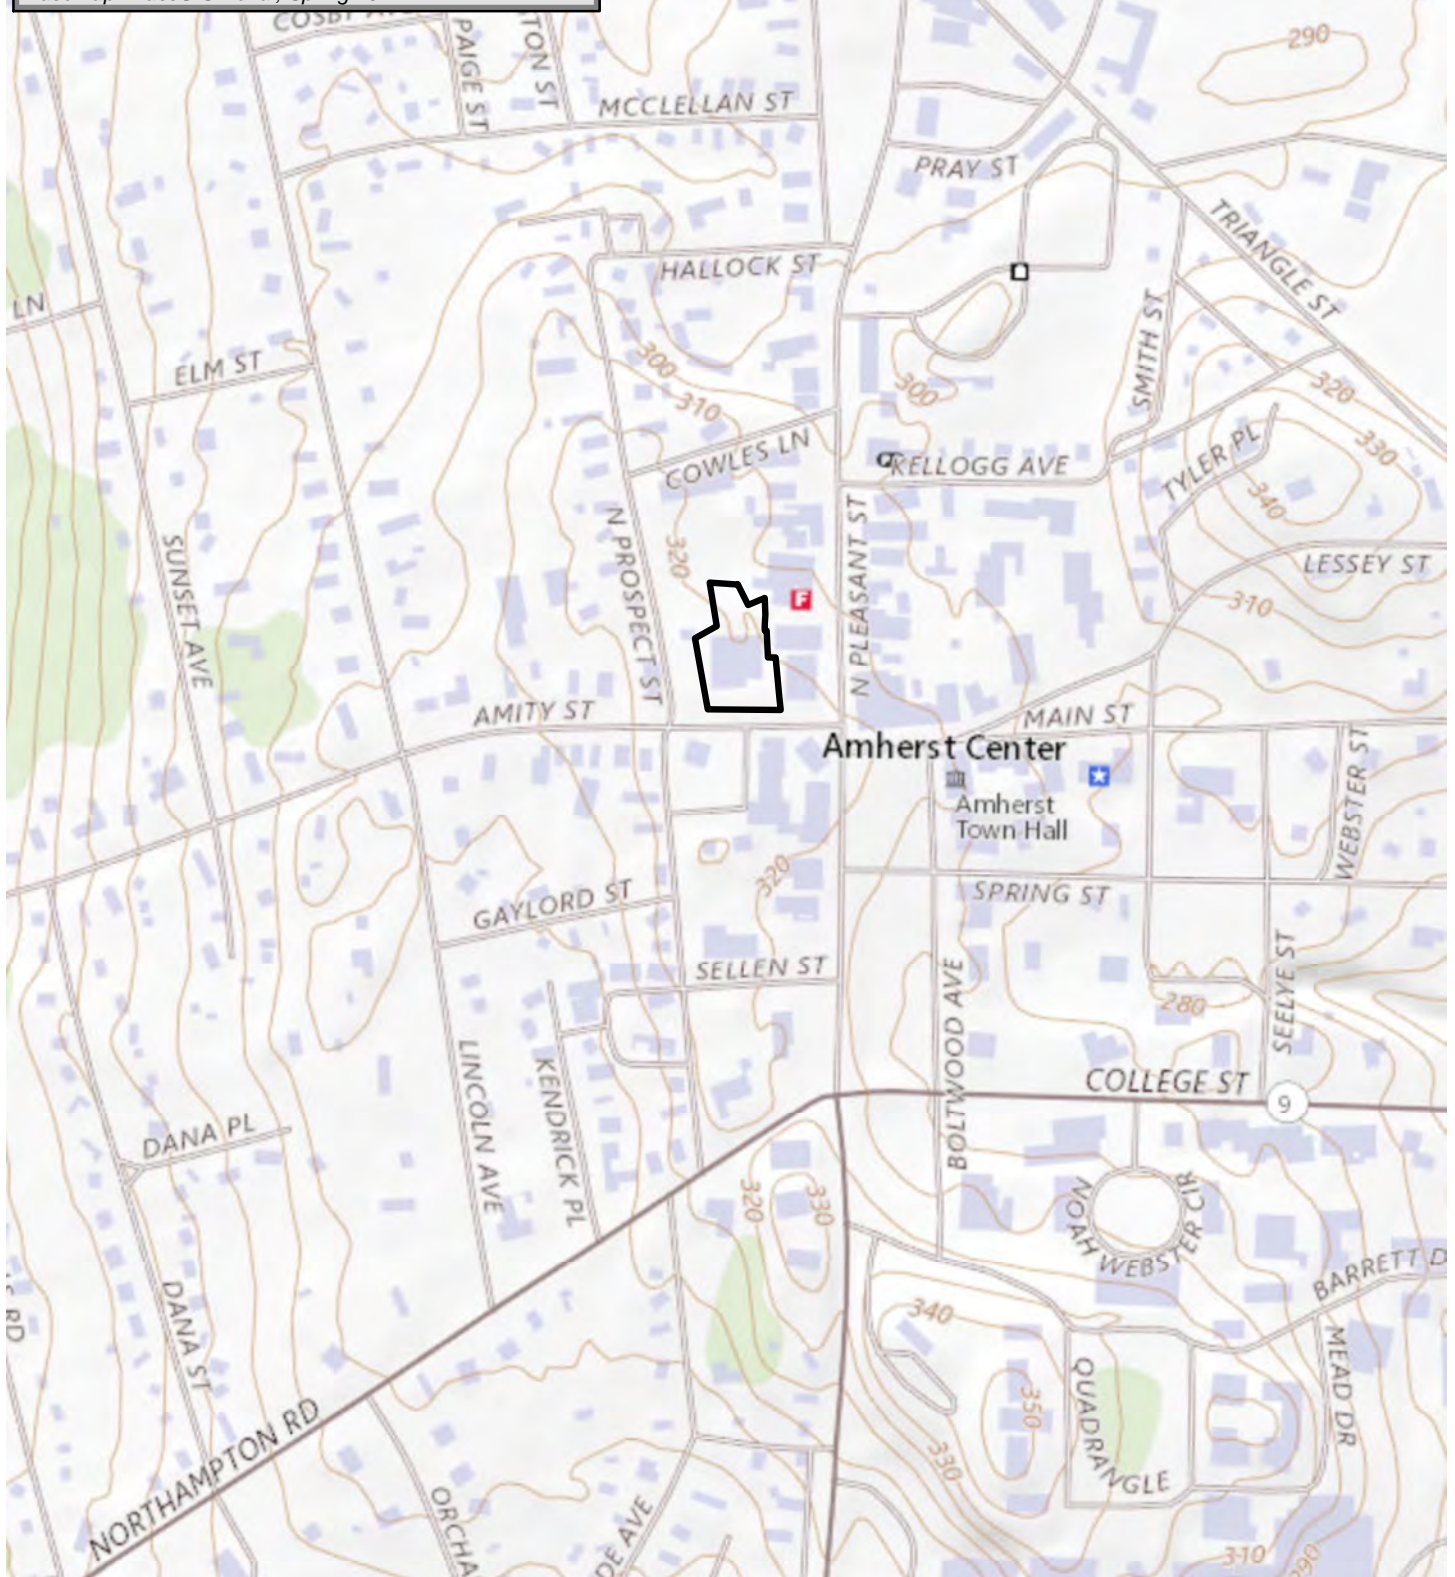 COSBY AVE
PAIGE ST
TON ST
MCCLELLAN ST
290
PRAY ST
TRIANGLE ST
HALLOCK ST
LN
SMITH ST
ELM ST
300
310
300
320
330
COWLES LN
KELLOGG AVE
TYLER PL
340
N PROSPECT ST
320
N PLEASANT ST
SUNSET AVE
LESSEY ST
F
310
AMITY ST
MAIN ST
Amherst Center
Amherst
Town Hall
WEBSTER ST
320
GAYLORD ST
SPRING ST
SELLEN ST
BOLTWOOD AVE
SEELYE ST
280
LINCOLN AVE
KENDRICK PL
COLLEGE ST
9
DANA PL
320
330
NOAH WEBSTER CIR
BARRETT D
RD
DANA ST
340
MEAD DR
QUADRANGLE
350
330
NORTHAMPTON RD
ORCHA
DE AVE
310
290